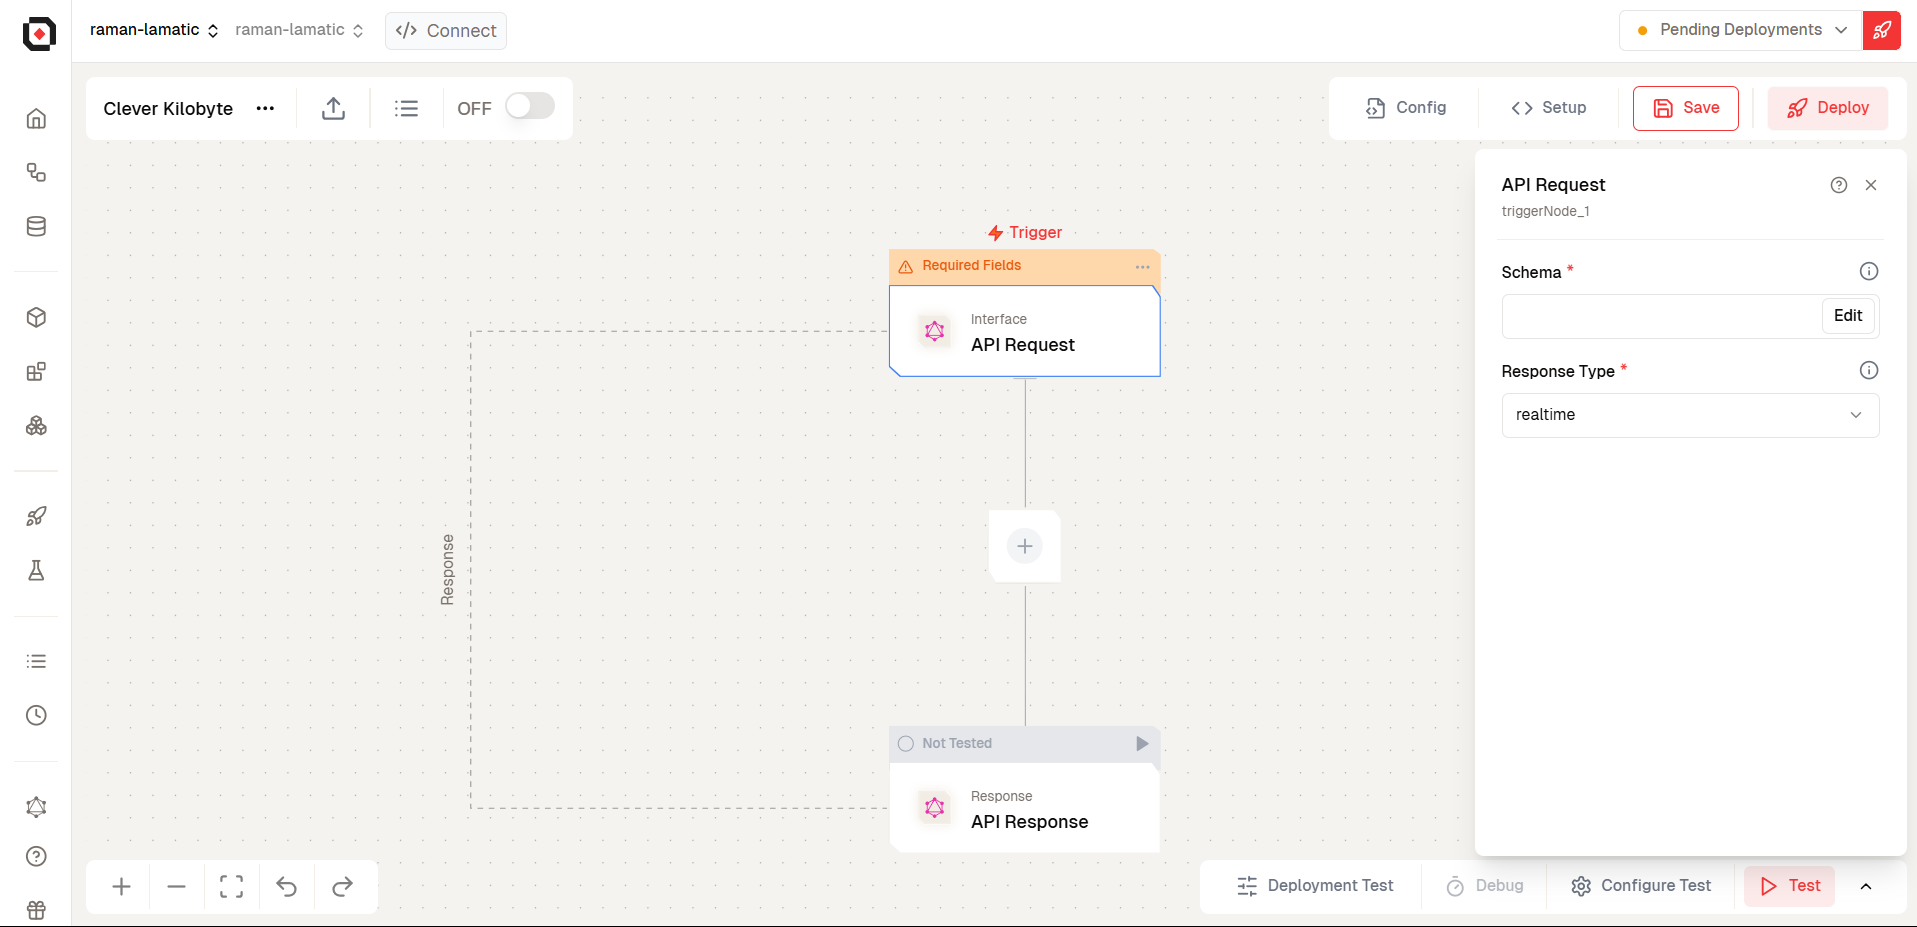 raman-lamatic raman-lamatic </> Connect Pending Deployments
Clever Kilobyte ... OFF Config Setup Save Deploy
API Request
triggerNode_1
Schema *
Edit
Response Type *
realtime
Trigger
Required Fields ...
Interface
API Request
Response
Not Tested
Response
API Response
Deployment Test Debug Configure Test Test